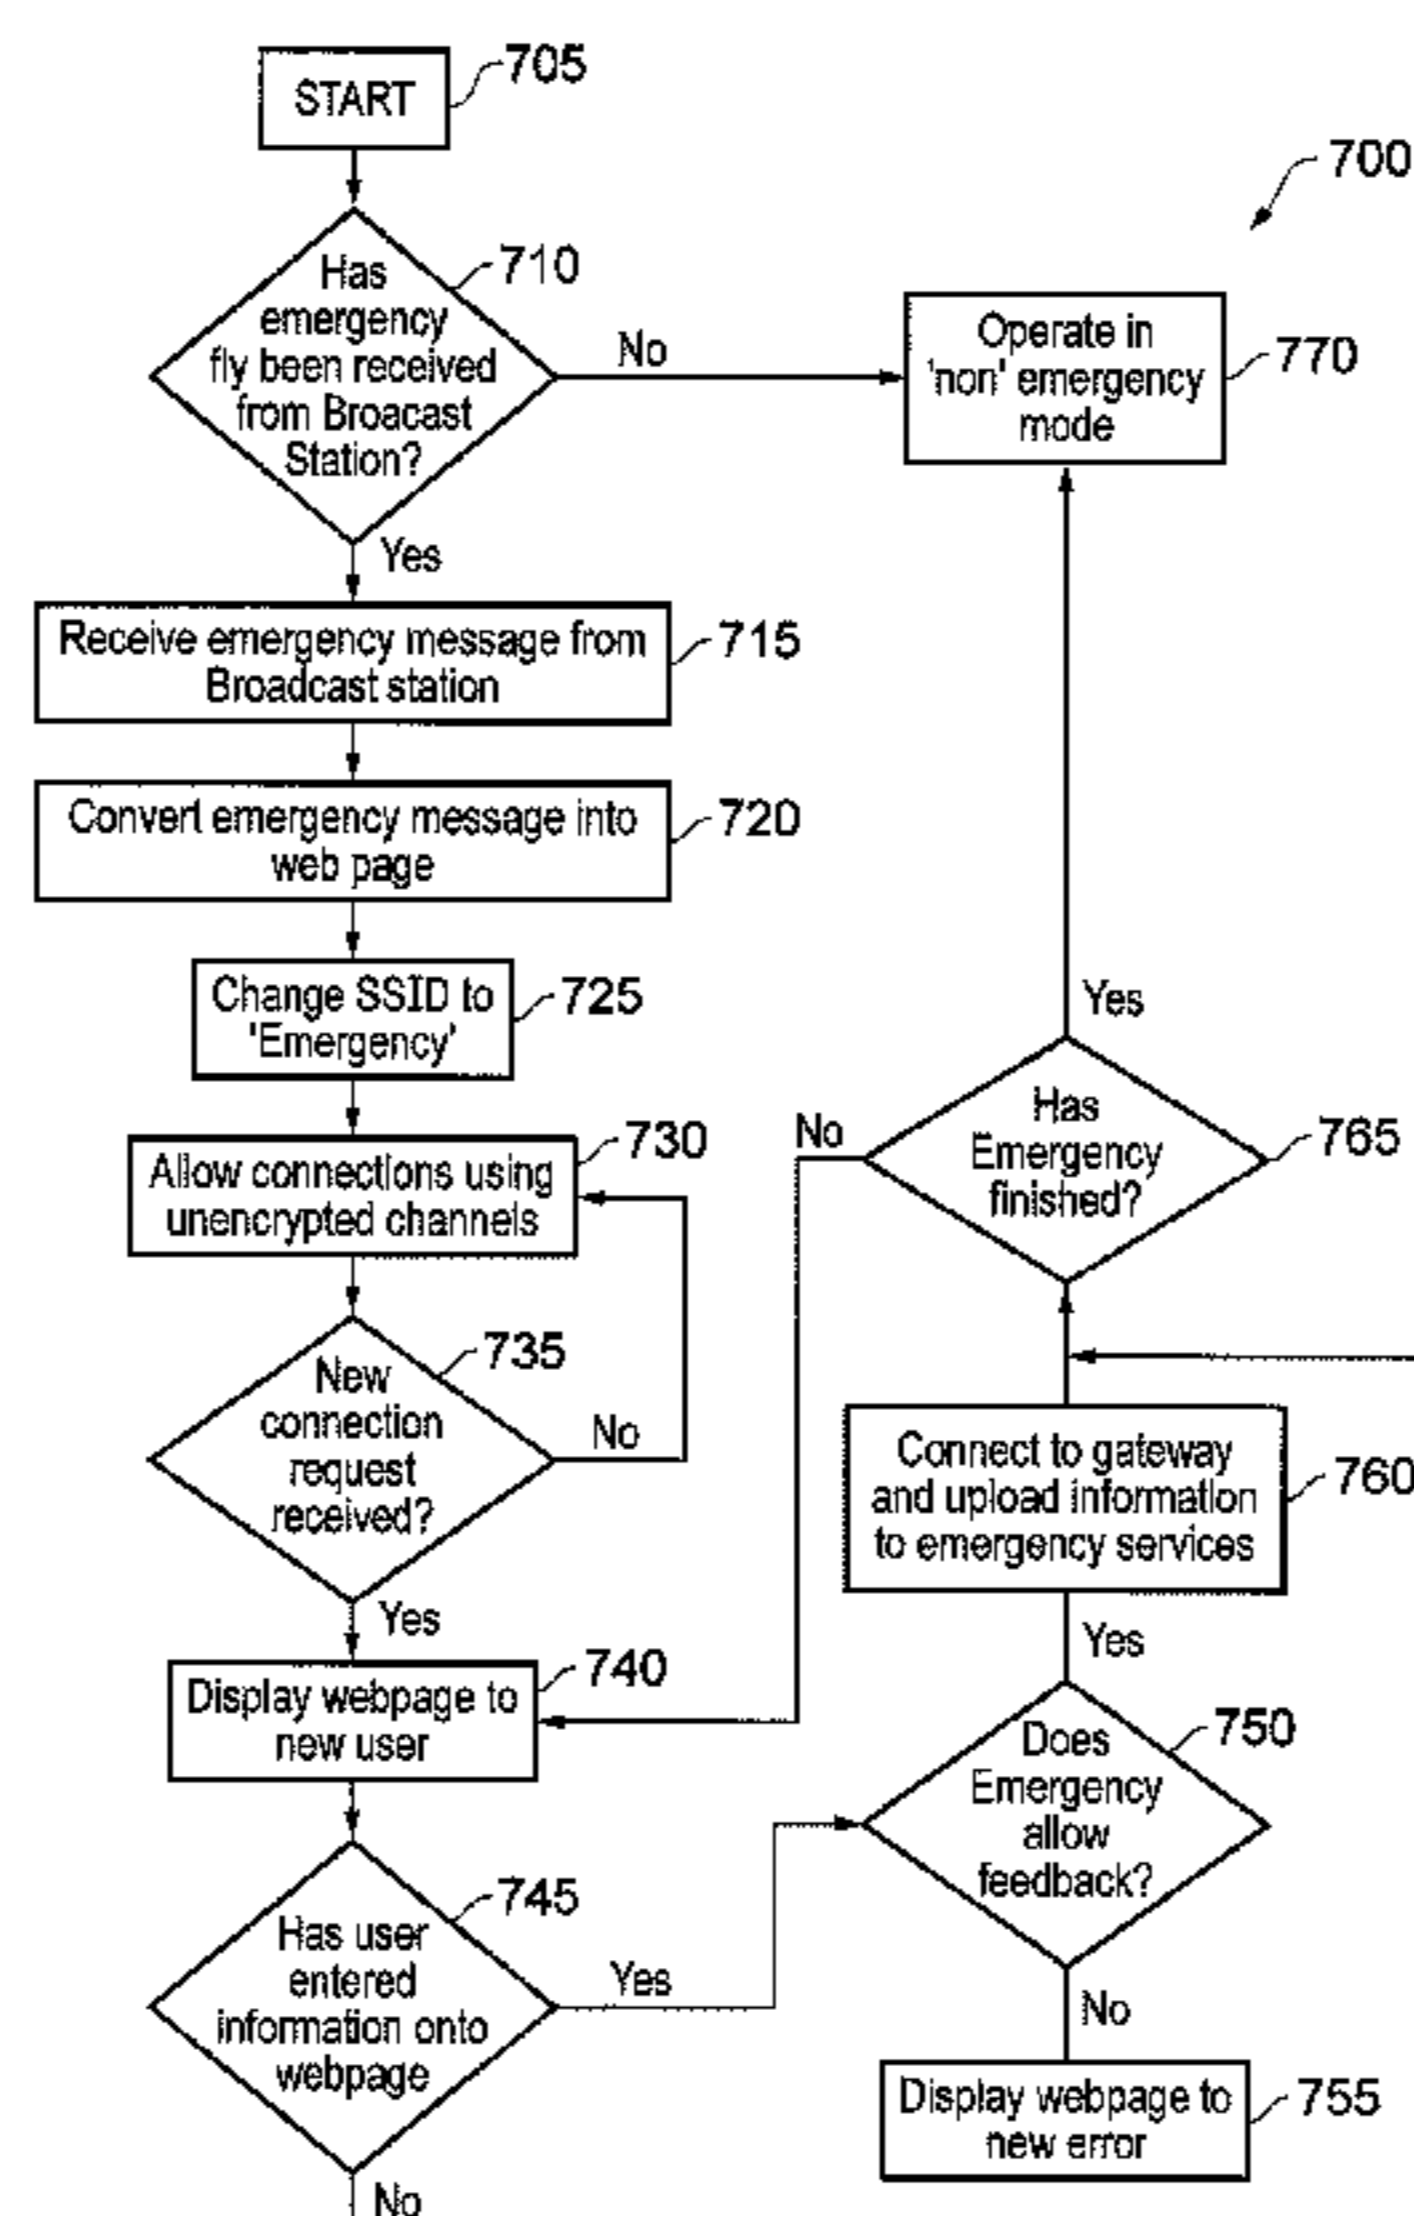 START
705
700
Has
emergency
fly been received
from Broacast
Station?
710
No
Operate in
'non' emergency
mode
770
Yes
Receive emergency message from
Broadcast station
715
Convert emergency message into
web page
720
Change SSID to
'Emergency'
725
Allow connections using
unencrypted channels
730
New
connection
request
received?
735
No
Yes
Display webpage to
new user
740
Has user
entered
information onto
webpage
745
Yes
No
Yes
Has
Emergency
finished?
765
No
Connect to gateway
and upload information
to emergency services
760
Yes
Does
Emergency
allow
feedback?
750
No
Display webpage to
new error
755